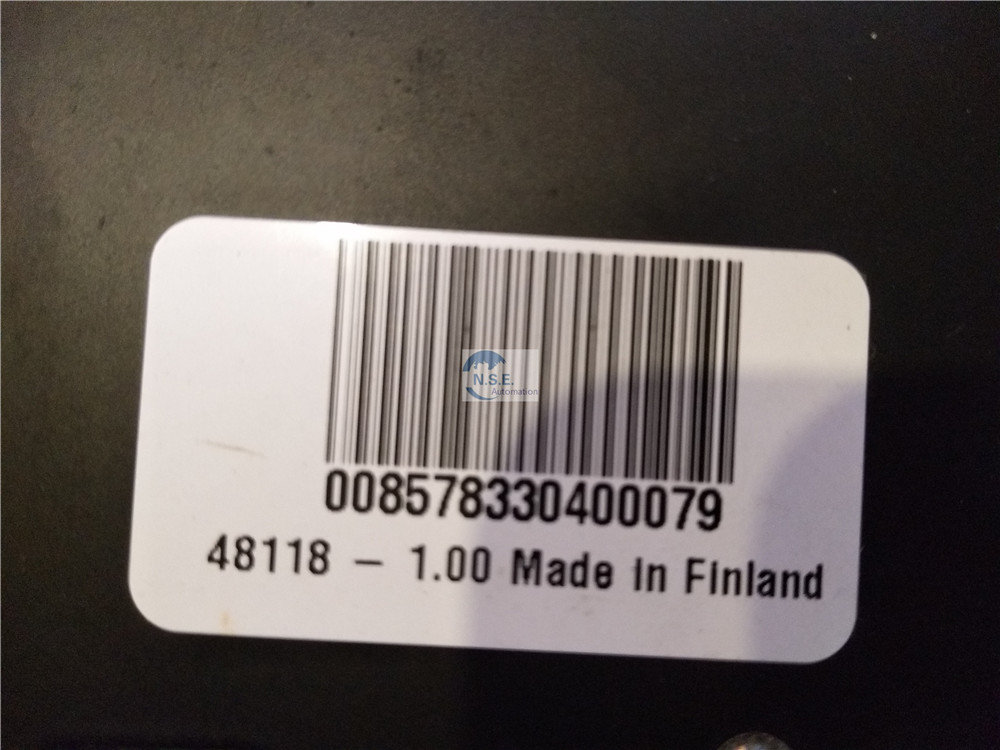 N.S.E.
Automation
008578330400079
48118 – 1.00 Made in Finland